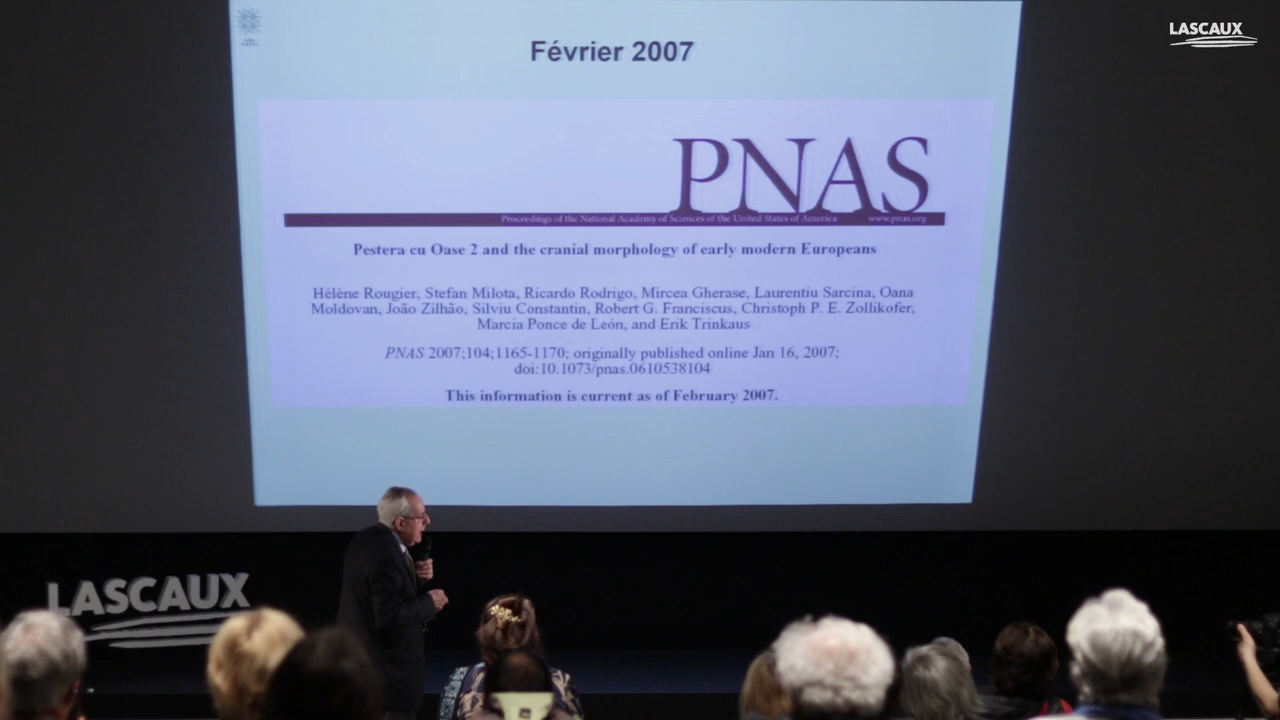 LASCAUX
Février 2007
PNAS
Proceedings of the National Academy of Sciences of the United States of America www.pnas.org
Pestera cu Oase 2 and the cranial morphology of early modern Europeans
Hélène Rougier, Stefan Milota, Ricardo Rodrigo, Mircea Gherase, Laurentiu Sarcina, Oana
Moldovan, João Zilhão, Silviu Constantin, Robert G. Franciscus, Christoph P. E. Zollikofer,
Marcia Ponce de León, and Erik Trinkaus
PNAS 2007;104;1165-1170; originally published online Jan 16, 2007;
doi:10.1073/pnas.0610538104
This information is current as of February 2007.
LASCAUX